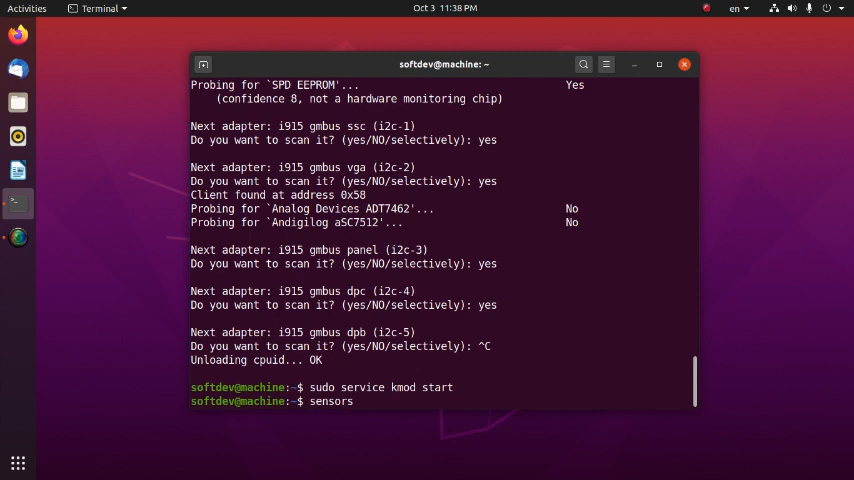 Activities
Terminal
Oct 3 11:38 PM
en
softdev@machine: ~
Probing for `SPD EEPROM'... Yes
(confidence 8, not a hardware monitoring chip)
Next adapter: i915 gmbus ssc (i2c-1)
Do you want to scan it? (yes/NO/selectively): yes
Next adapter: i915 gmbus vga (i2c-2)
Do you want to scan it? (yes/NO/selectively): yes
Client found at address 0x58
Probing for `Analog Devices ADT7462'... No
Probing for `Andigilog aSC7512'... No
Next adapter: i915 gmbus panel (i2c-3)
Do you want to scan it? (yes/NO/selectively): yes
Next adapter: i915 gmbus dpc (i2c-4)
Do you want to scan it? (yes/NO/selectively): yes
Next adapter: i915 gmbus dpb (i2c-5)
Do you want to scan it? (yes/NO/selectively): ^C
Unloading cpuid... OK
softdev@machine:~$ sudo service kmod start
softdev@machine:~$ sensors